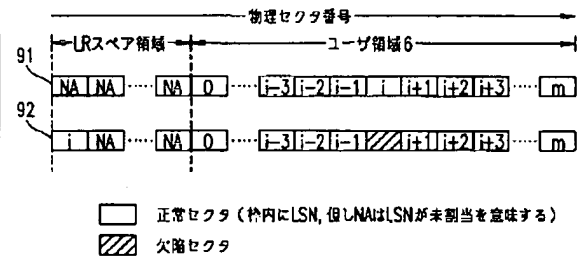 物理セクタ番号
LRスペア領域 ユーザ領域6
91
NA NA ····· NA 0 ····· i-3 i-2 i-1 i i+1 i+2 i+3 ····· m
92
i NA ····· NA 0 ····· i-3 i-2 i-1 i+1 i+2 i+3 ····· m
正常セクタ(枠内にLSN,但しNAはLSNが未割当を意味する)
欠陥セクタ